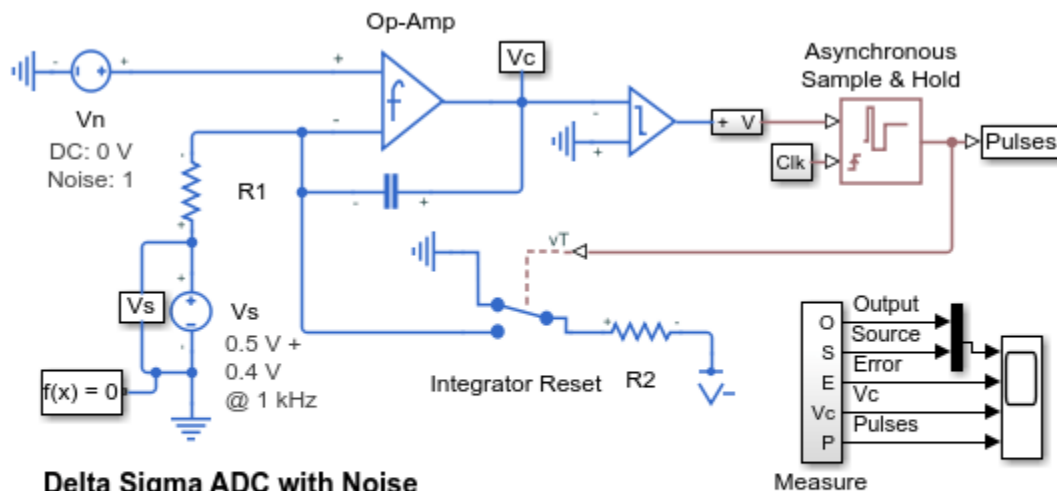 Op-Amp
Vc
Asynchronous
Sample & Hold
- +
+
-
+ V
Vn
DC: 0 V
Noise: 1
-
-
+
Clk
Pulses
R1
- +
vT
+
Vs
+
-
Vs
0.5 V +
0.4 V
@ 1 kHz
f(x) = 0
Integrator Reset
+ -
R2
V-
O Output
S Source
E Error
Vc Vc
P Pulses
Measure
Delta Sigma ADC with Noise